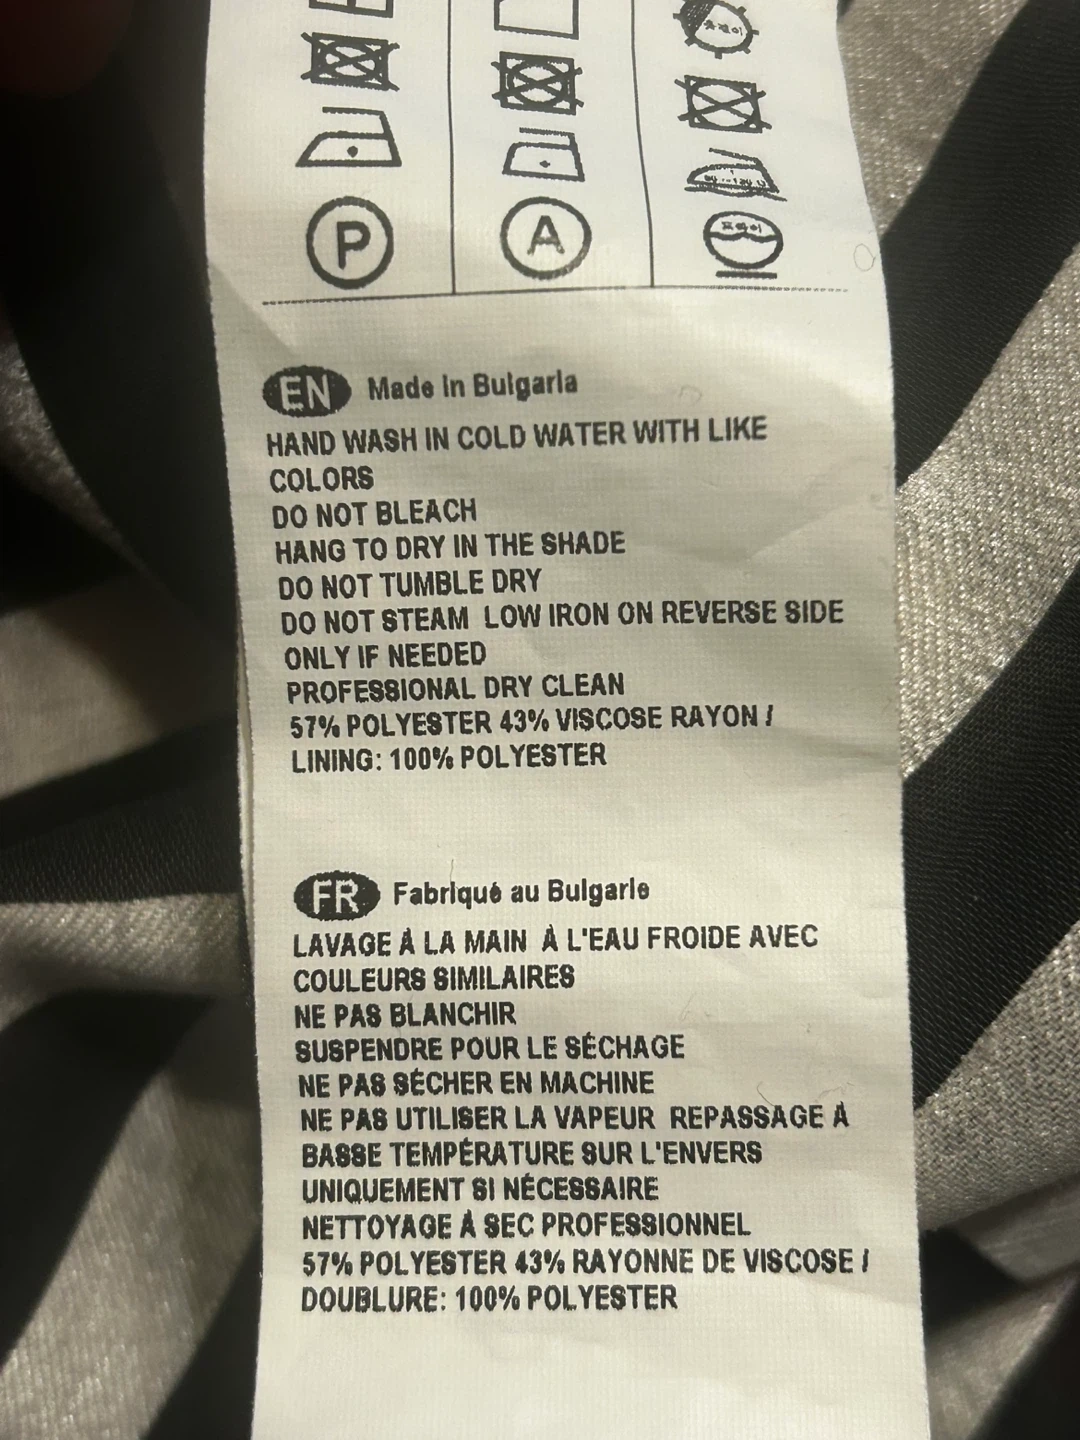 P
A
드라이
EN Made in Bulgaria
HAND WASH IN COLD WATER WITH LIKE
COLORS
DO NOT BLEACH
HANG TO DRY IN THE SHADE
DO NOT TUMBLE DRY
DO NOT STEAM LOW IRON ON REVERSE SIDE
ONLY IF NEEDED
PROFESSIONAL DRY CLEAN
57% POLYESTER 43% VISCOSE RAYON /
LINING: 100% POLYESTER
FR Fabriqué au Bulgarie
LAVAGE À LA MAIN À L'EAU FROIDE AVEC
COULEURS SIMILAIRES
NE PAS BLANCHIR
SUSPENDRE POUR LE SÉCHAGE
NE PAS SÉCHER EN MACHINE
NE PAS UTILISER LA VAPEUR REPASSAGE À
BASSE TEMPÉRATURE SUR L'ENVERS
UNIQUEMENT SI NÉCESSAIRE
NETTOYAGE À SEC PROFESSIONNEL
57% POLYESTER 43% RAYONNE DE VISCOSE /
DOUBLURE: 100% POLYESTER